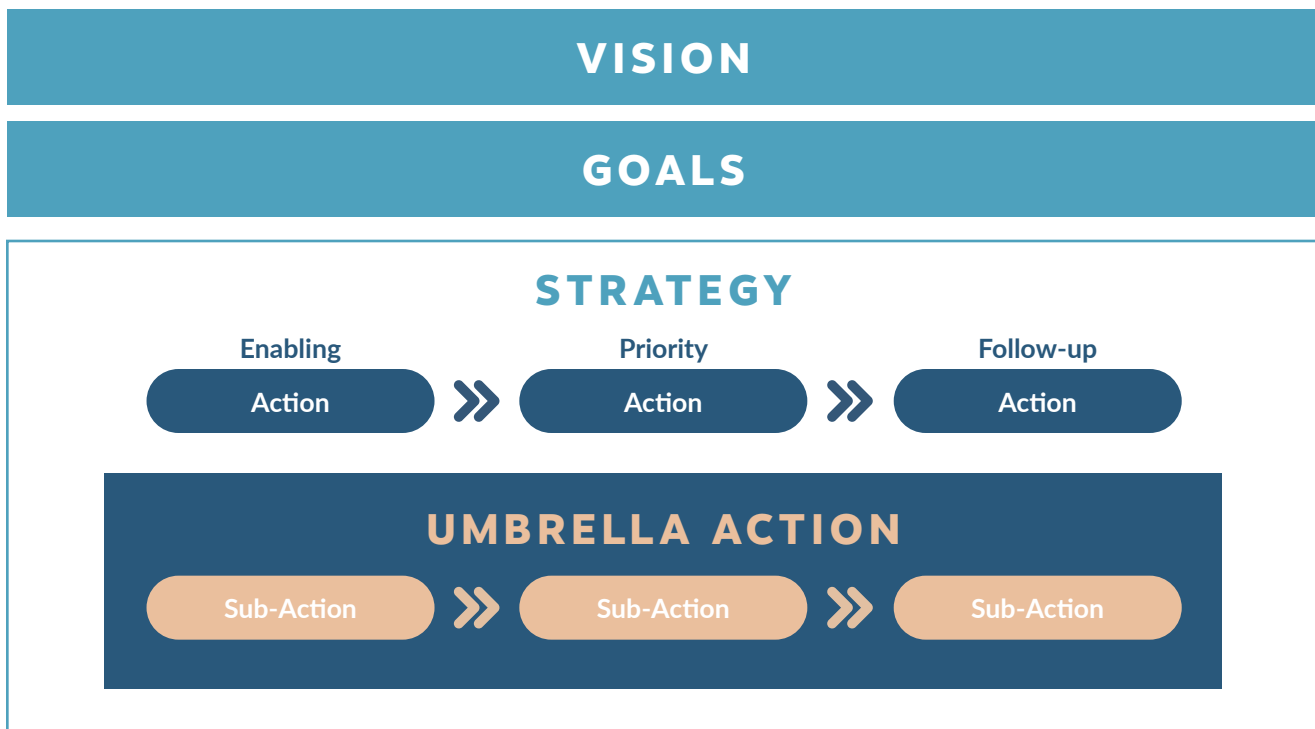 VISION
GOALS
STRATEGY
Enabling Priority Follow-up
Action Action Action
UMBRELLA ACTION
Sub-Action Sub-Action Sub-Action